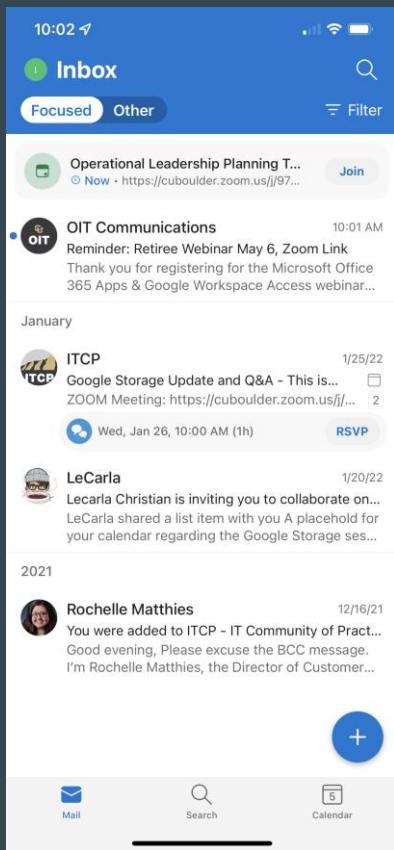 10:02
I
Inbox
Focused
Other
Filter
Operational Leadership Planning T...
Now • https://cuboulder.zoom.us/j/97...
Join
OIT
OIT Communications
10:01 AM
Reminder: Retiree Webinar May 6, Zoom Link
Thank you for registering for the Microsoft Office
365 Apps & Google Workspace Access webinar...
January
ITCP
ITCP
1/25/22
Google Storage Update and Q&A - This is...
ZOOM Meeting: https://cuboulder.zoom.us/j/...
2
Wed, Jan 26, 10:00 AM (1h)
RSVP
LeCarla
1/20/22
Lecarla Christian is inviting you to collaborate on...
LeCarla shared a list item with you A placehold for
your calendar regarding the Google Storage ses...
2021
Rochelle Matthies
12/16/21
You were added to ITCP - IT Community of Pract...
Good evening, Please excuse the BCC message.
I'm Rochelle Matthies, the Director of Customer...
+
Mail
Search
5
Calendar